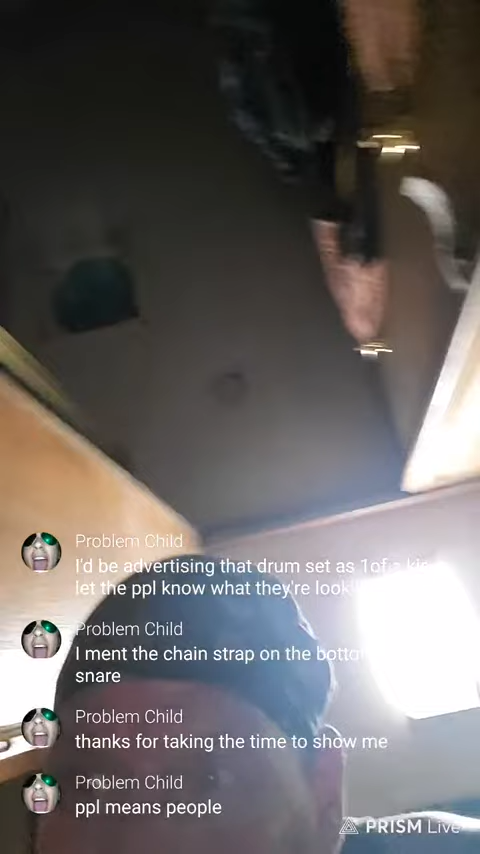 Problem Child
I'd be advertising that drum set as 1of a
let the ppl know what they're
Problem Child
I ment the chain strap on the
snare
Problem Child
thanks for taking the time to show me
Problem Child
ppl means people
PRISM Live